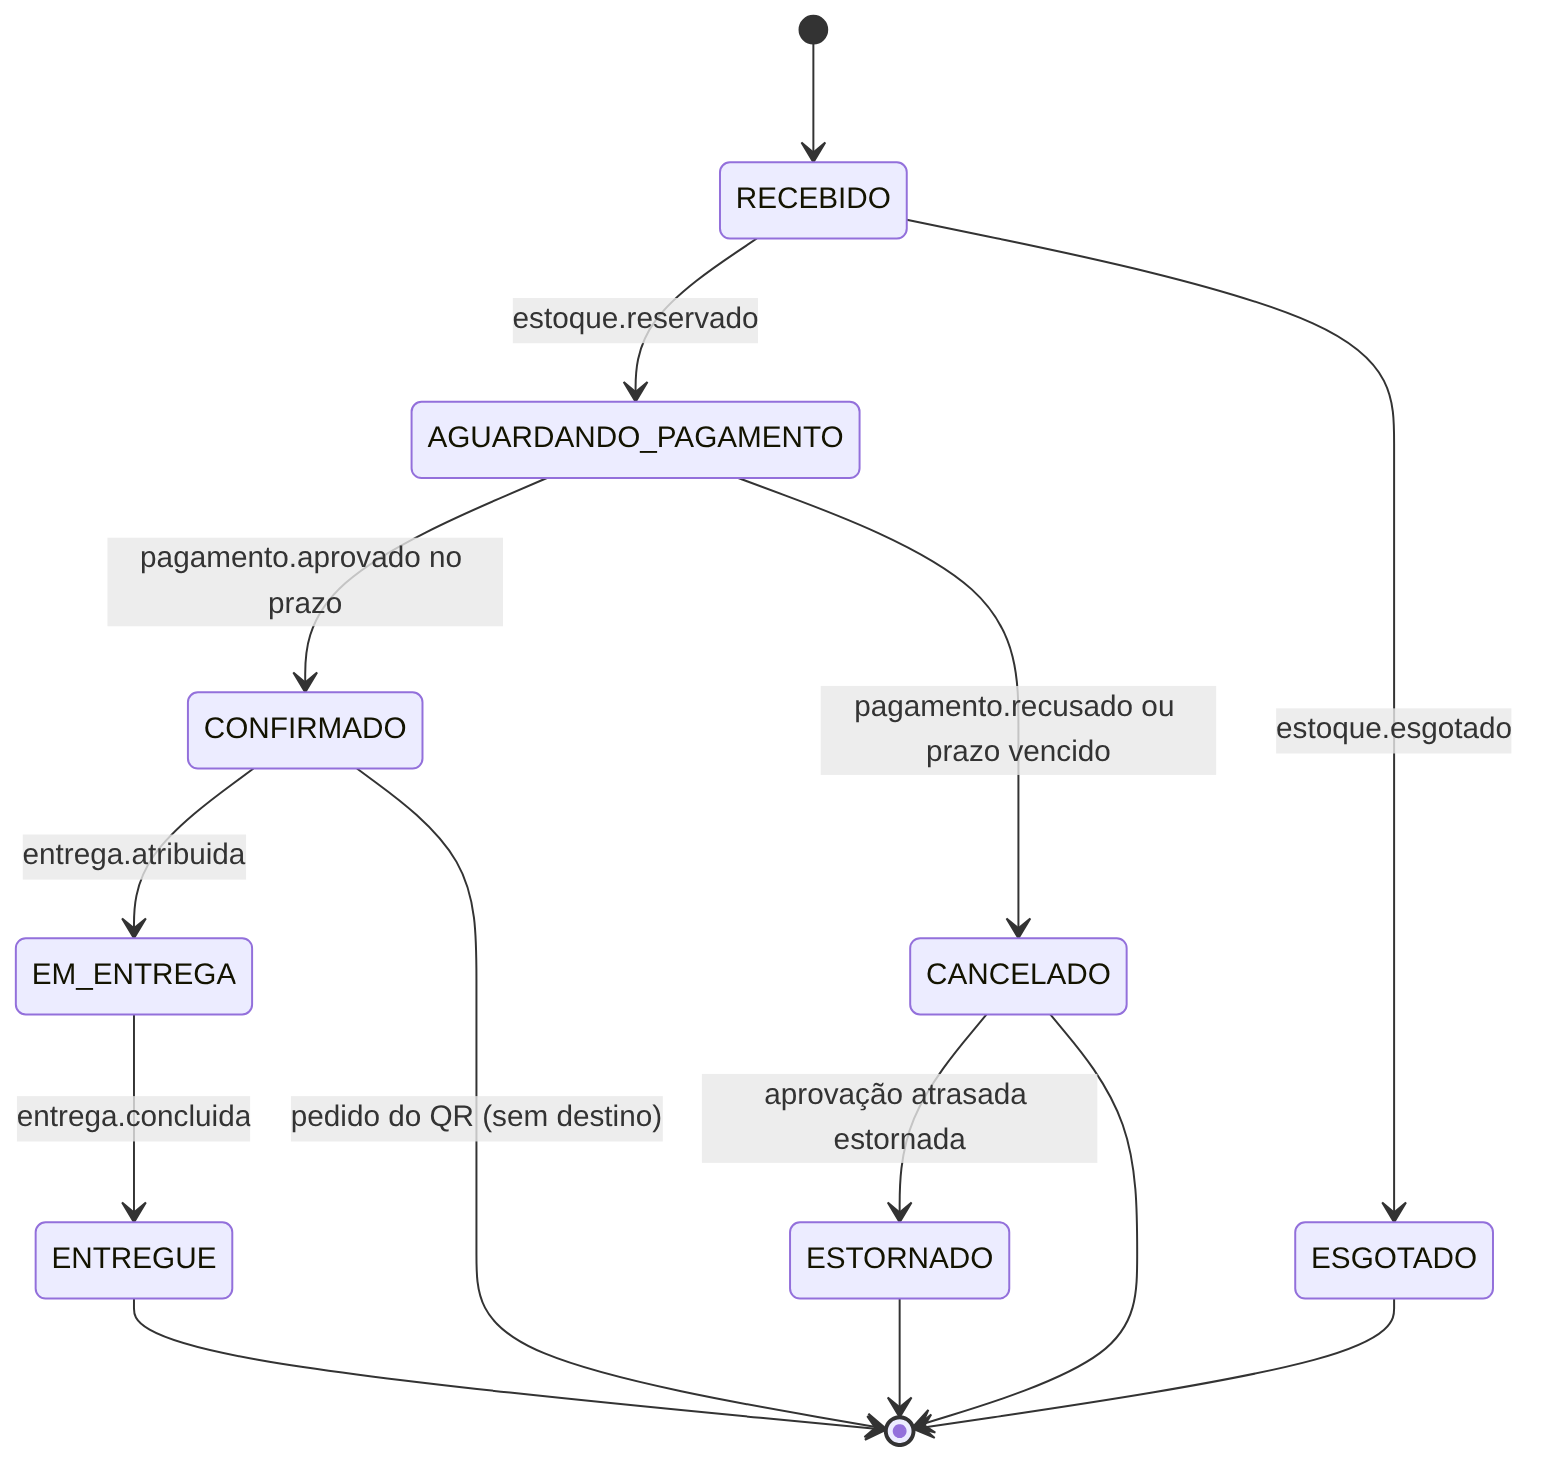 RECEBIDO
estoque.reservado
AGUARDANDO_PAGAMENTO
pagamento.aprovado no
prazo
CONFIRMADO
pagamento.recusado ou
prazo vencido
estoque.esgotado
entrega.atribuida
EM_ENTREGA
CANCELADO
entrega.concluida
pedido do QR (sem destino)
aprovação atrasada
estornada
ENTREGUE
ESTORNADO
ESGOTADO